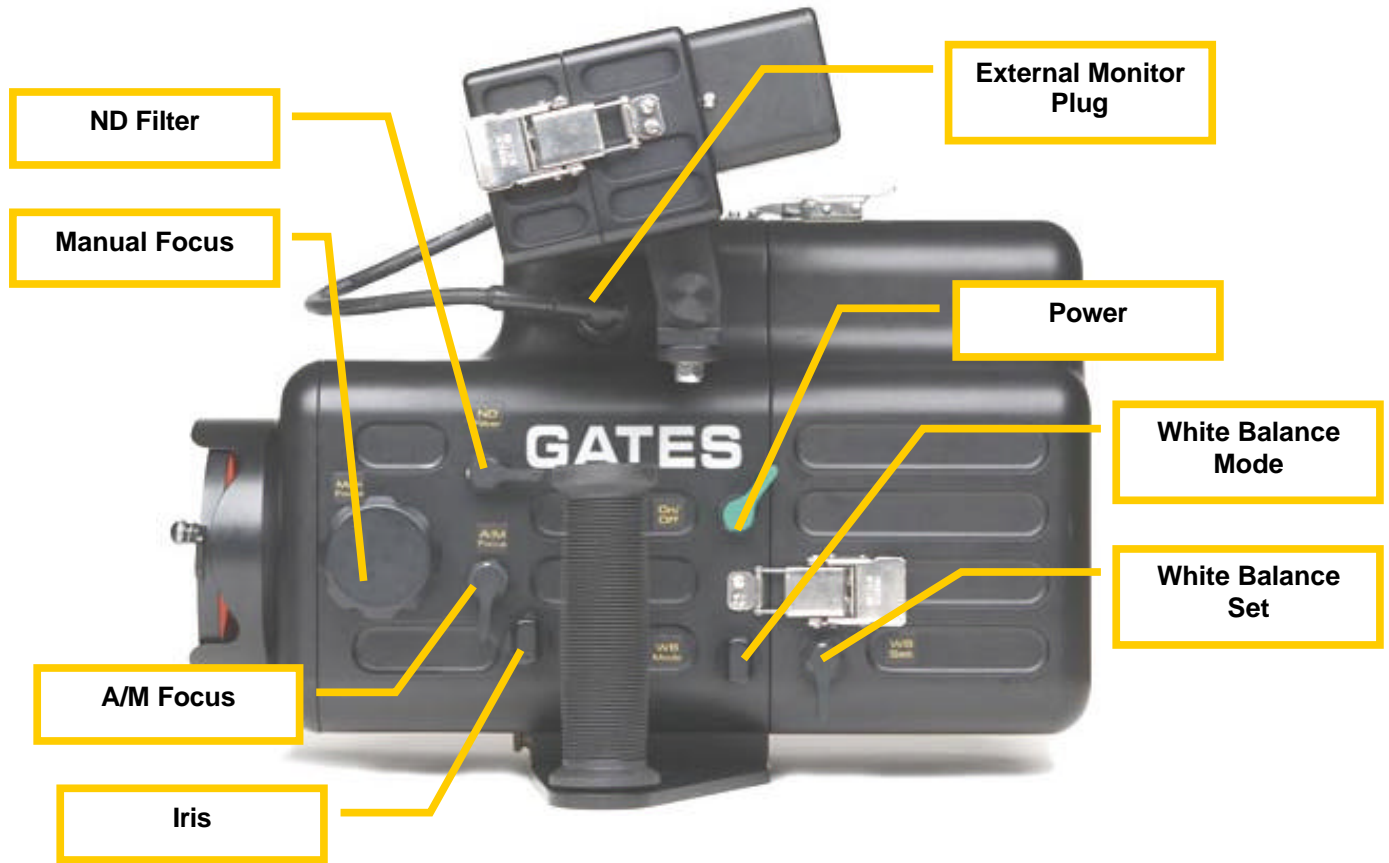 External Monitor
Plug
ND Filter
Manual Focus
Power
White Balance
Mode
White Balance
Set
A/M Focus
Iris
GATES
ND
Filter
On/
Off
A/M
Focus
WB
Mode
WB
Set